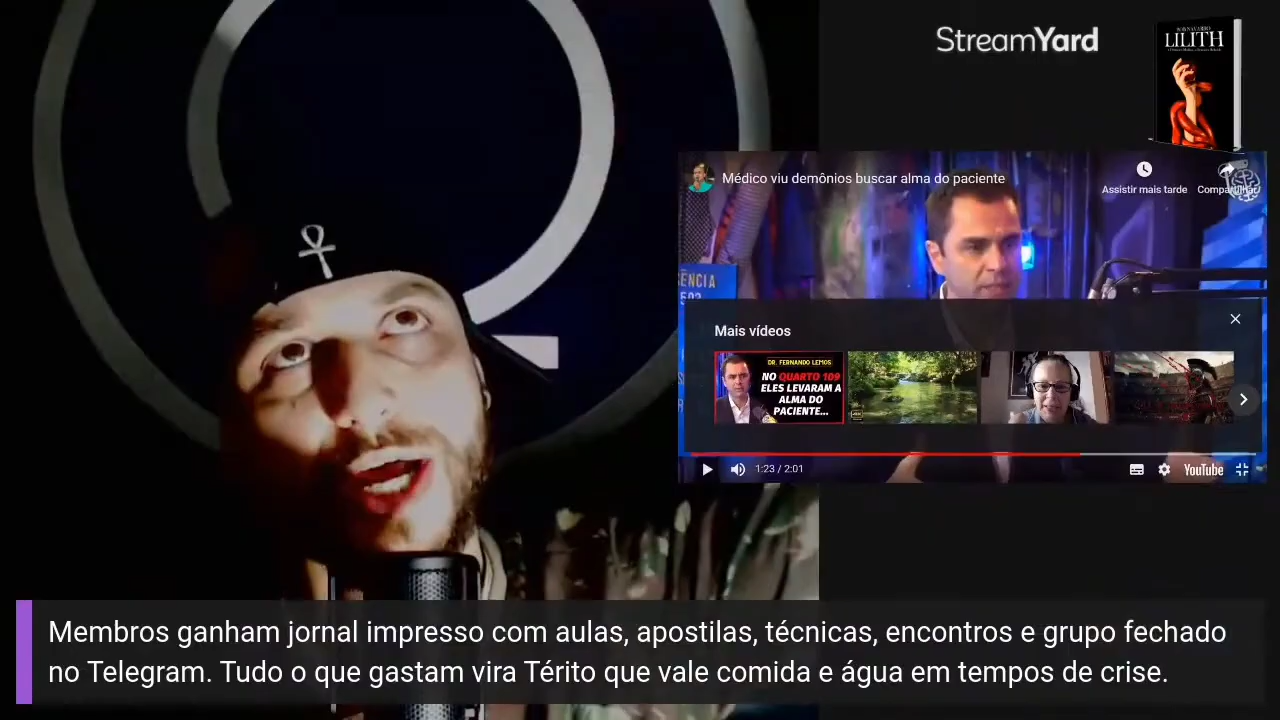 StreamYard
LILITH
Médico viu demônios buscar alma do paciente
Assistir mais tarde
Compartilhar
Mais vídeos
DR. FERNANDO LEMOS
NO QUARTO 109
ELES LEVARAM A
ALMA DO
PACIENTE...
1:23 / 2:01
YouTube
Membros ganham jornal impresso com aulas, apostilas, técnicas, encontros e grupo fechado
no Telegram. Tudo o que gastam vira Térito que vale comida e água em tempos de crise.